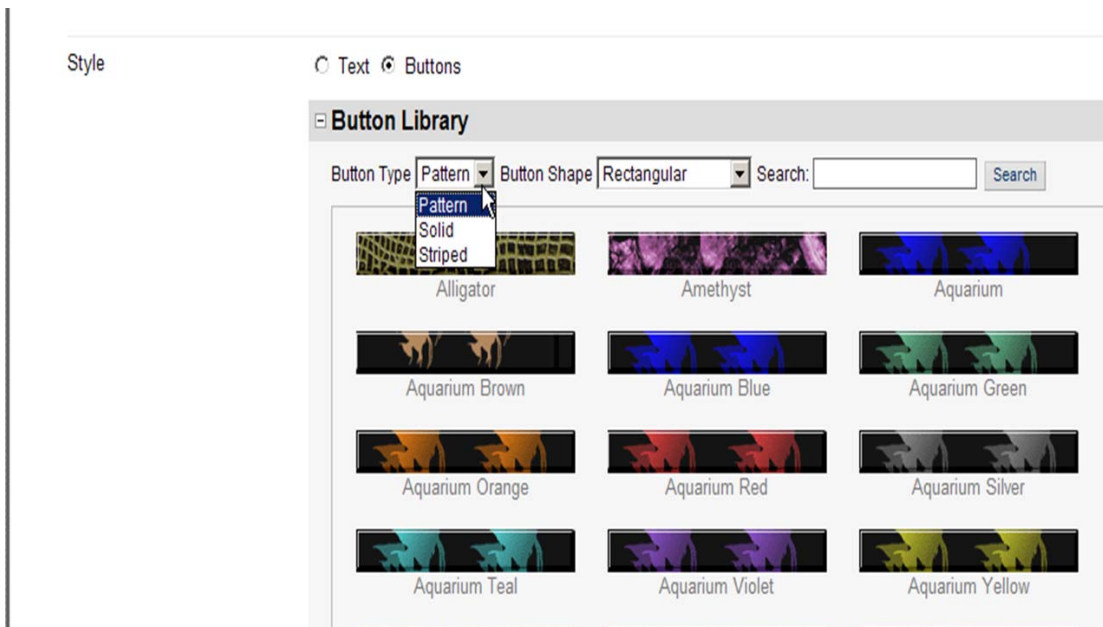 Style Text Buttons
Button Library
Button Type Pattern Button Shape Rectangular Search: Search
Pattern
Solid
Striped
Alligator Amethyst Aquarium
Aquarium Brown Aquarium Blue Aquarium Green
Aquarium Orange Aquarium Red Aquarium Silver
Aquarium Teal Aquarium Violet Aquarium Yellow